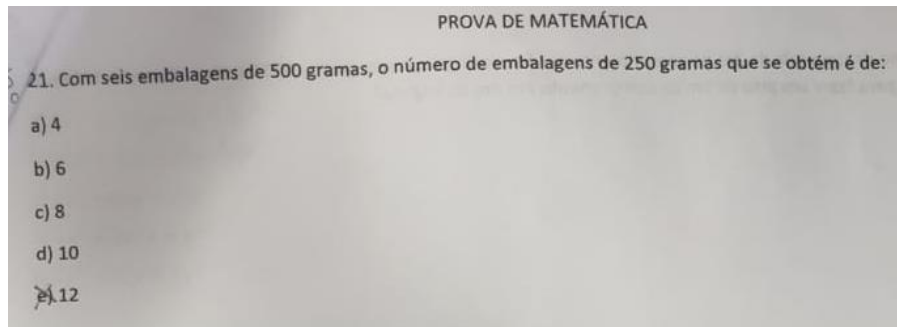 PROVA DE MATEMÁTICA
21. Com seis embalagens de 500 gramas, o número de embalagens de 250 gramas que se obtém é de:
a) 4
b) 6
c) 8
d) 10
e) 12